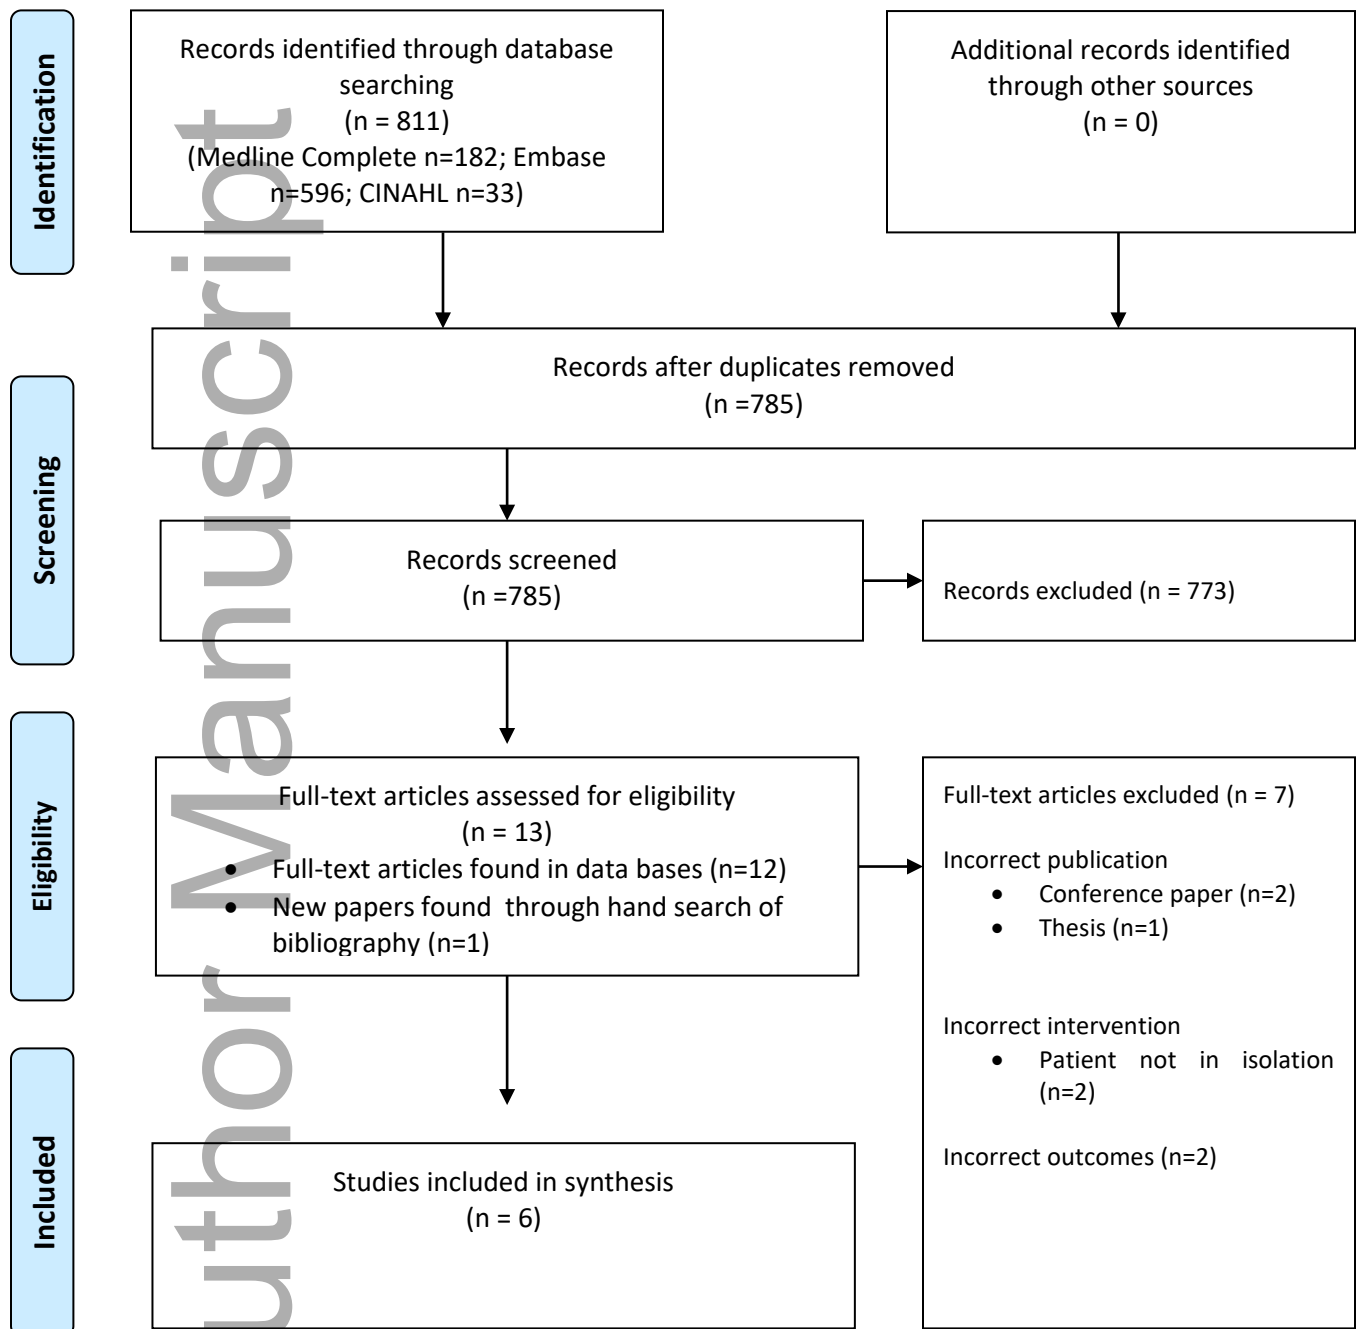 Identification
Records identified through database
searching
(n = 811)
(Medline Complete n=182; Embase
n=596; CINAHL n=33)
Additional records identified
through other sources
(n = 0)
Records after duplicates removed
(n =785)
Screening
Records screened
(n =785)
Records excluded (n = 773)
Eligibility
Full-text articles assessed for eligibility
(n = 13)
• Full-text articles found in data bases (n=12)
• New papers found through hand search of
bibliography (n=1)
Full-text articles excluded (n = 7)
Incorrect publication
• Conference paper (n=2)
• Thesis (n=1)
Incorrect intervention
• Patient not in isolation
(n=2)
Incorrect outcomes (n=2)
Included
Studies included in synthesis
(n = 6)
uthor Manuscript